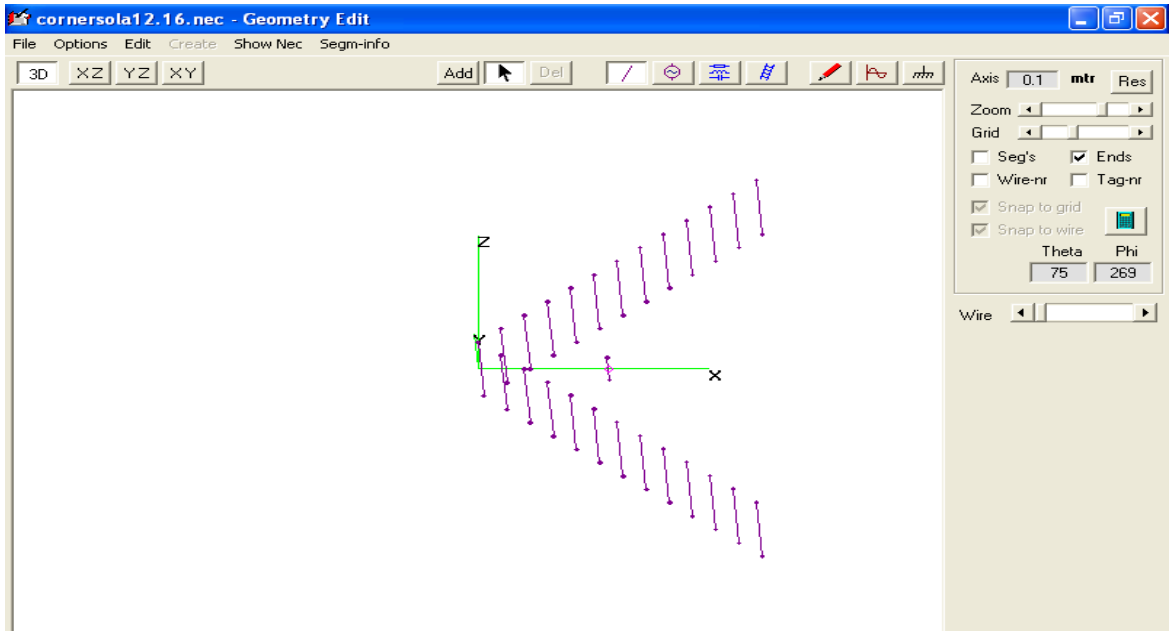 cornersola12.16.nec - Geometry Edit
File Options Edit Create Show Nec Segm-info
3D XZ YZ XY Add Del
Axis 0.1 mtr Res
Zoom
Grid
Seg's Ends
Wire-nr Tag-nr
Snap to grid
Snap to wire
Theta Phi
75 269
Wire
Z
Y
X